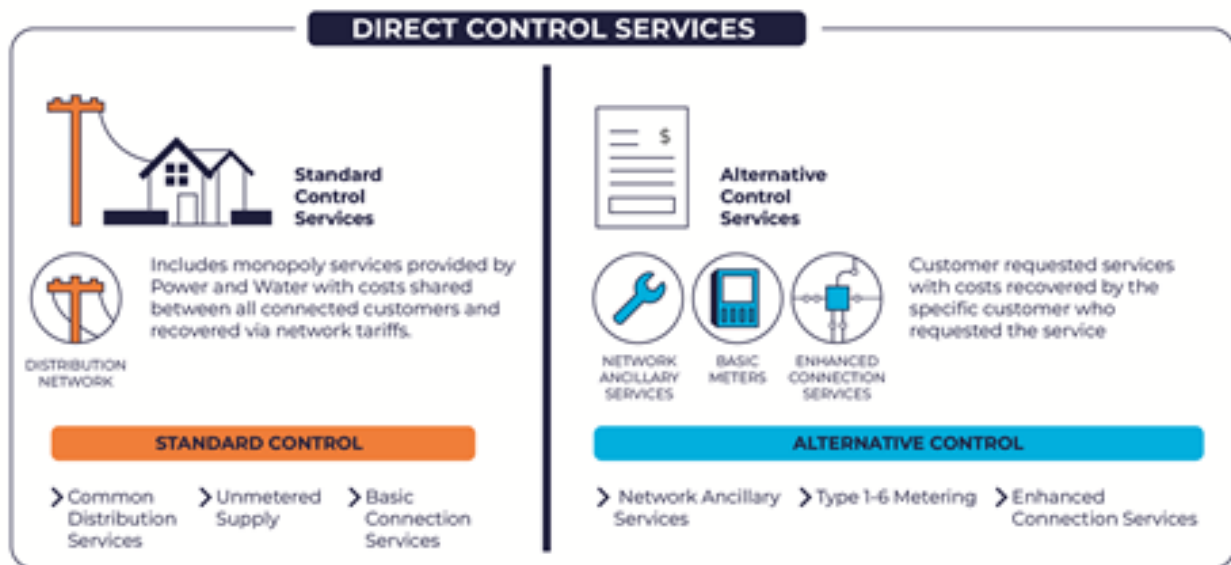 DIRECT CONTROL SERVICES
Standard
Control
Services
Includes monopoly services provided by
Power and Water with costs shared
between all connected customers and
recovered via network tariffs.
DISTRIBUTION
NETWORK
STANDARD CONTROL
Common
Distribution
Services
Unmetered
Supply
Basic
Connection
Services
$
Alternative
Control
Services
NETWORK
ANCILLARY
SERVICES
BASIC
METERS
ENHANCED
CONNECTION
SERVICES
Customer requested services
with costs recovered by the
specific customer who
requested the service
ALTERNATIVE CONTROL
Network Ancillary
Services
Type 1-6 Metering
Enhanced
Connection Services